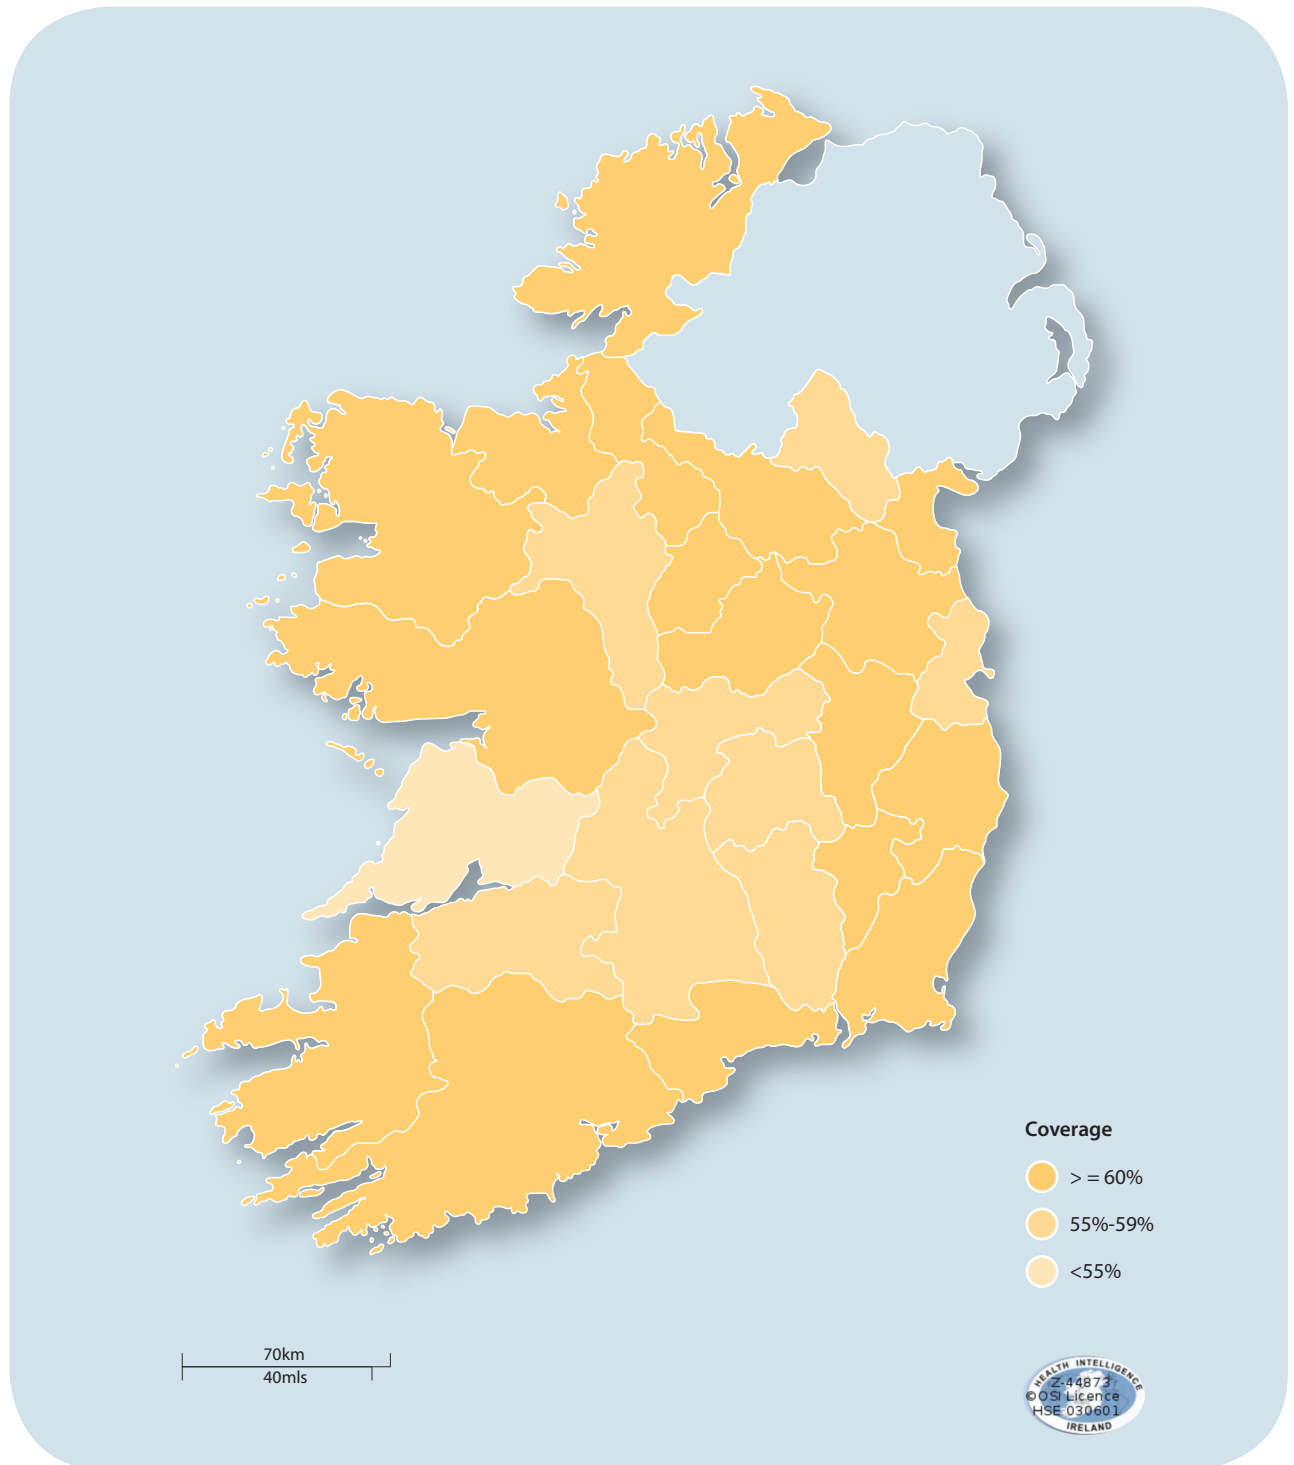 Coverage
> = 60%
55%-59%
<55%
70km
40mls
HEALTH INTELLIGENCE
Z-44873
©OSI Licence
HSE 030601
IRELAND